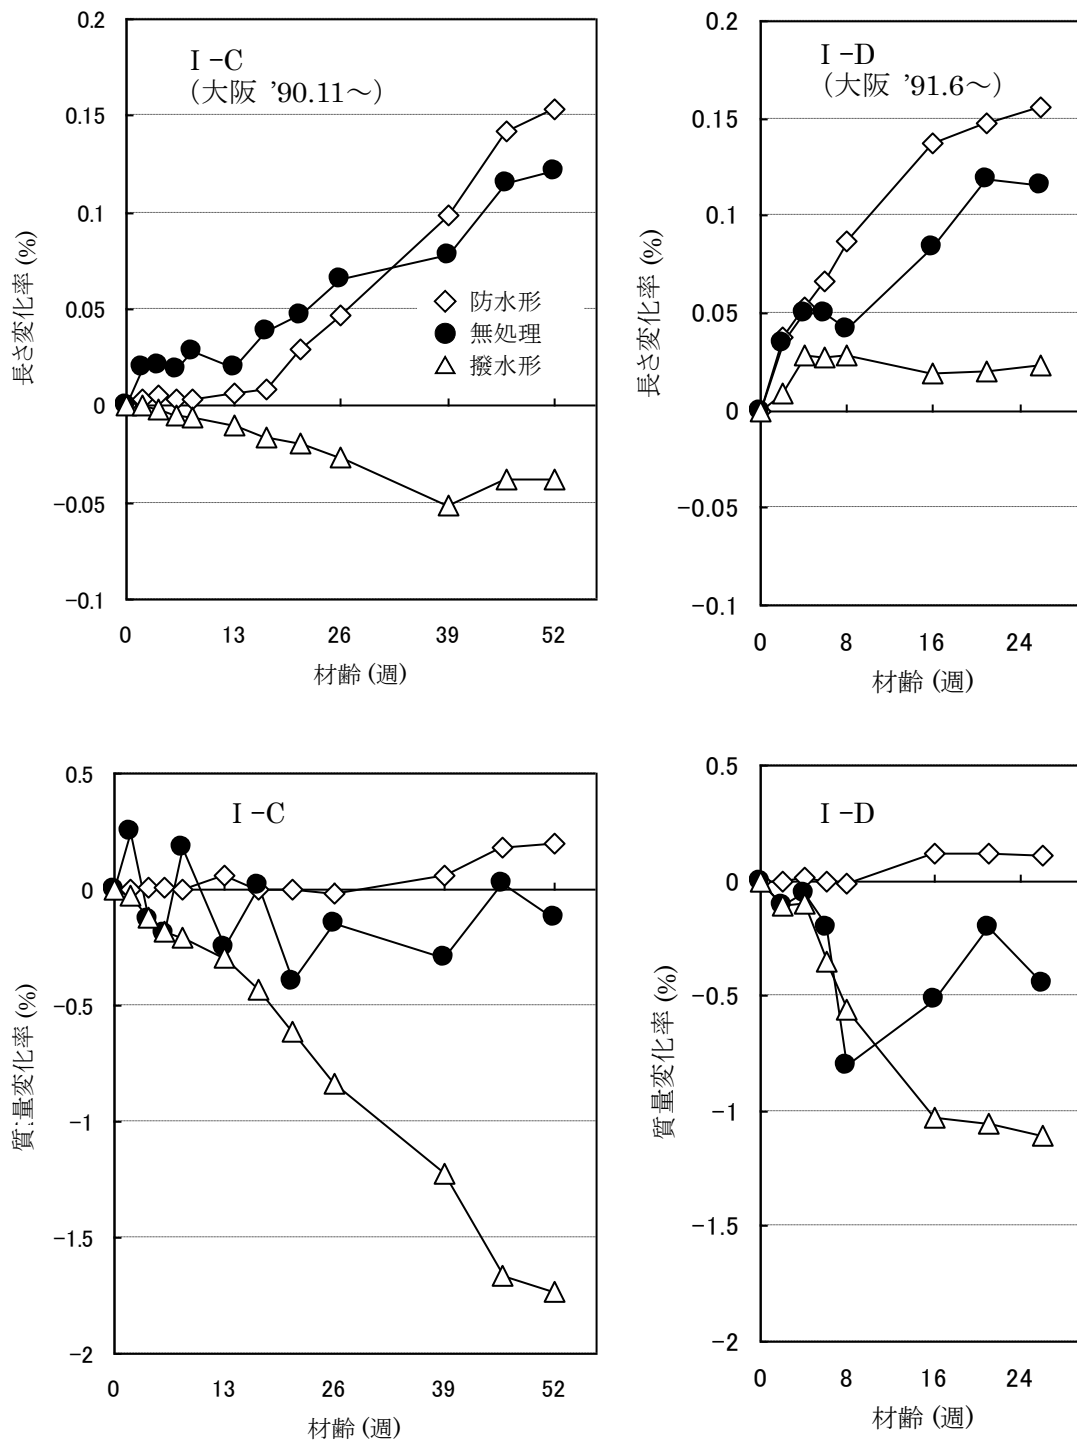 0.2
0.15
0.1
0.05
0
−0.05
−0.1
長さ変化率 (%)
Ⅰ−C
(大阪 ’90.11～)
防水形
無処理
撥水形
0 13 26 39 52
材齢 (週)
0.2
0.15
0.1
0.05
0
−0.05
−0.1
長さ変化率 (%)
Ⅰ−D
(大阪 ’91.6～)
0 8 16 24
材齢 (週)
0.5
0
−0.5
−1
−1.5
−2
質量変化率 (%)
Ⅰ−C
0 13 26 39 52
材齢 (週)
0.5
0
−0.5
−1
−1.5
−2
質量変化率 (%)
Ⅰ−D
0 8 16 24
材齢 (週)